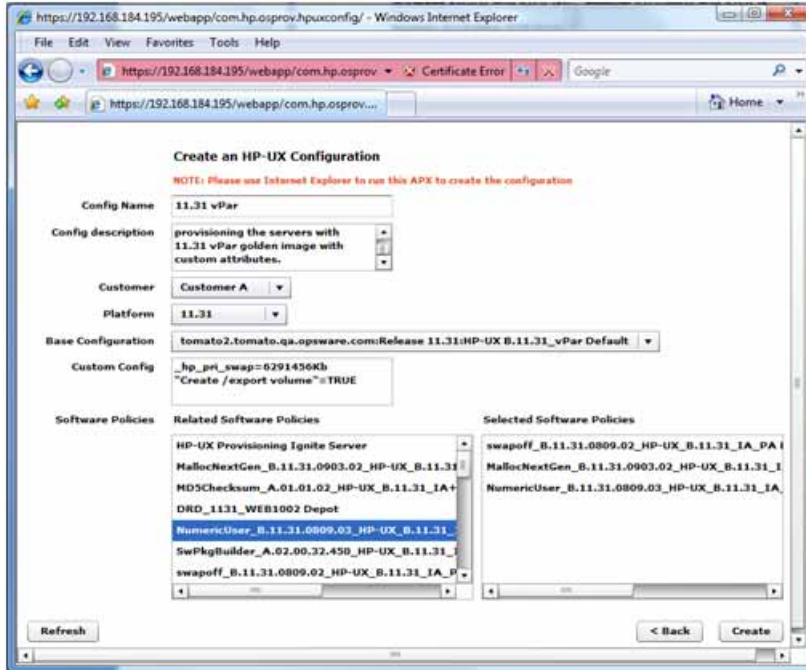 https://192.168.184.195/webapp/com.hp.osprov.hpuxconfig/ - Windows Internet Explorer
File Edit View Favorites Tools Help
https://192.168.184.195/webapp/com.hp.osprov Certificate Error Google
https://192.168.184.195/webapp/com.hp.osprov.... Home
Create an HP-UX Configuration
NOTE: Please use Internet Explorer to run this APX to create the configuration
Config Name 11.31 vPar
Config description provisioning the servers with
11.31 vPar golden image with
custom attributes.
Customer Customer A
Platform 11.31
Base Configuration tomato2.tomato.qa.opsware.com:Release 11.31:HP-UX B.11.31_vPar Default
Custom Config _hp_pri_swap=6291456Kb
"Create /export volume"=TRUE
Software Policies Related Software Policies Selected Software Policies
HP-UX Provisioning Ignite Server swapoff_B.11.31.0809.02_HP-UX_B.11.31_IA_PA
MallocNextGen_B.11.31.0903.02_HP-UX_B.11.31 MallocNextGen_B.11.31.0903.02_HP-UX_B.11.31_I
MD5Checksum_A.01.01.02_HP-UX_B.11.31_IA+ NumericUser_B.11.31.0809.03_HP-UX_B.11.31_IA_
DRD_1131_WEB1002 Depot
NumericUser_B.11.31.0809.03_HP-UX_B.11.31_
SwPkgBuilder_A.02.00.32.450_HP-UX_B.11.31_I
swapoff_B.11.31.0809.02_HP-UX_B.11.31_IA_P
Refresh < Back Create